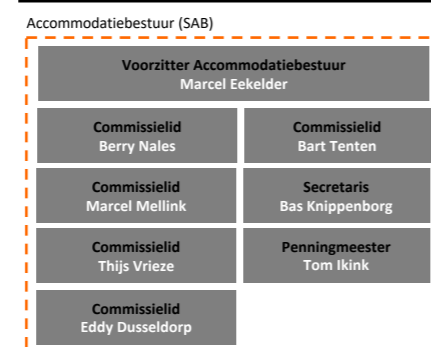 Accommodatiebestuur (SAB)
Voorzitter Accommodatiebestuur
Marcel Eekelder
Commissielid
Berry Nales
Commissielid
Bart Tenten
Commissielid
Marcel Mellink
Secretaris
Bas Knippenborg
Commissielid
Thijs Vrieze
Penningmeester
Tom Ikink
Commissielid
Eddy Dusseldorp